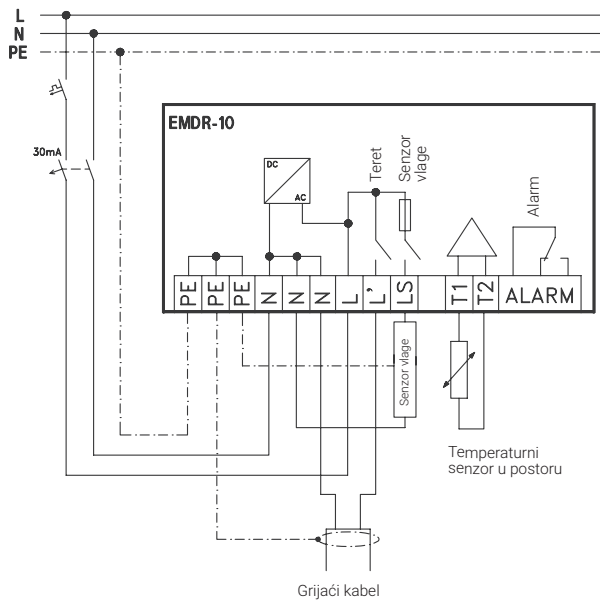 L
N
PE
EMDR-10
30mA
DC
AC
Teret
Senzor
vlage
Alarm
PE PE PE N N N L L' LS T1 T2 ALARM
Senzor vlage
Temperaturni
senzor u postoru
Grijaći kabel